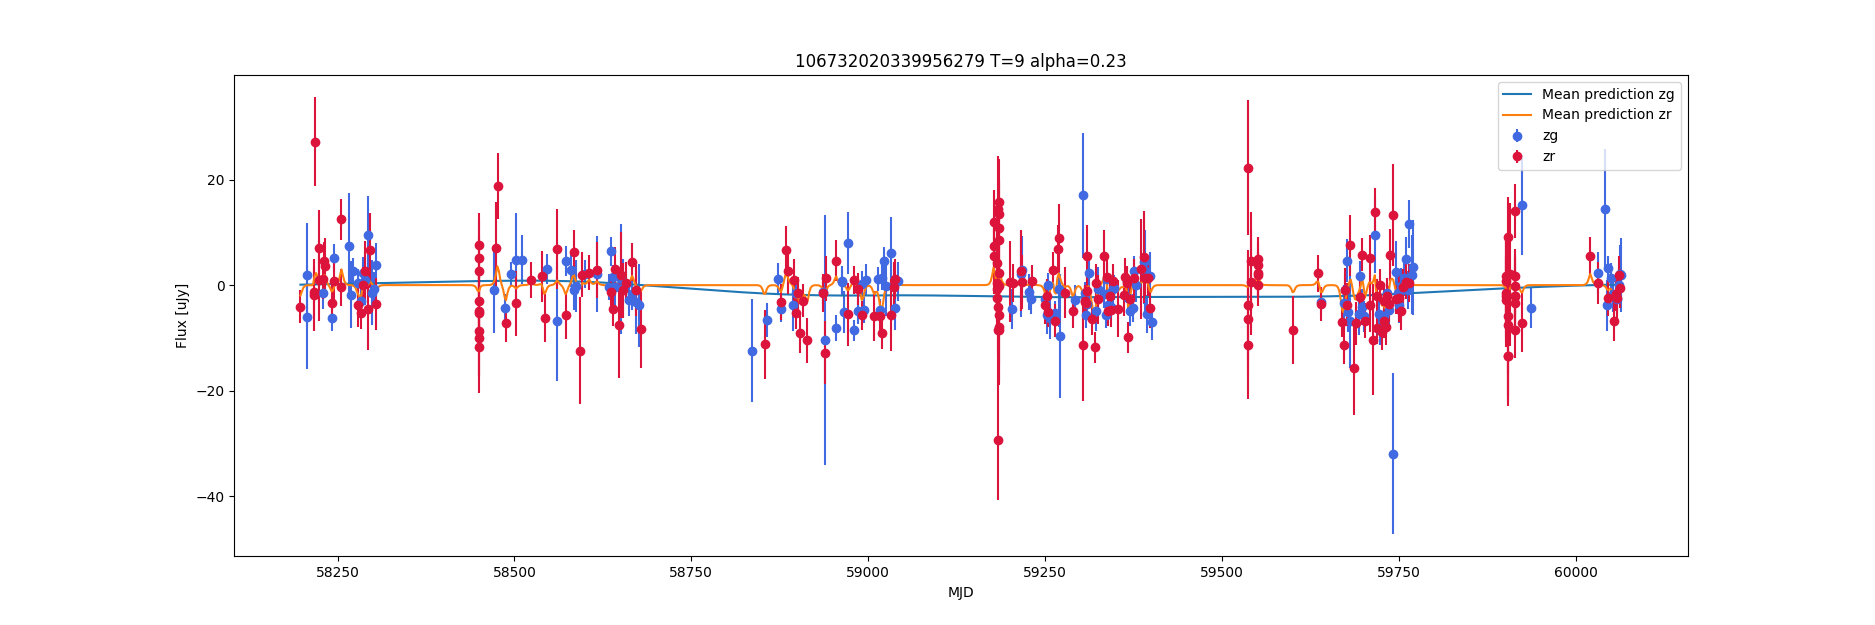 106732020339956279 T=9 alpha=0.23
Mean prediction zg
Mean prediction zr
zg
zr
Flux [uJy]
20
0
−20
−40
58250 58500 58750 59000 59250 59500 59750 60000
MJD